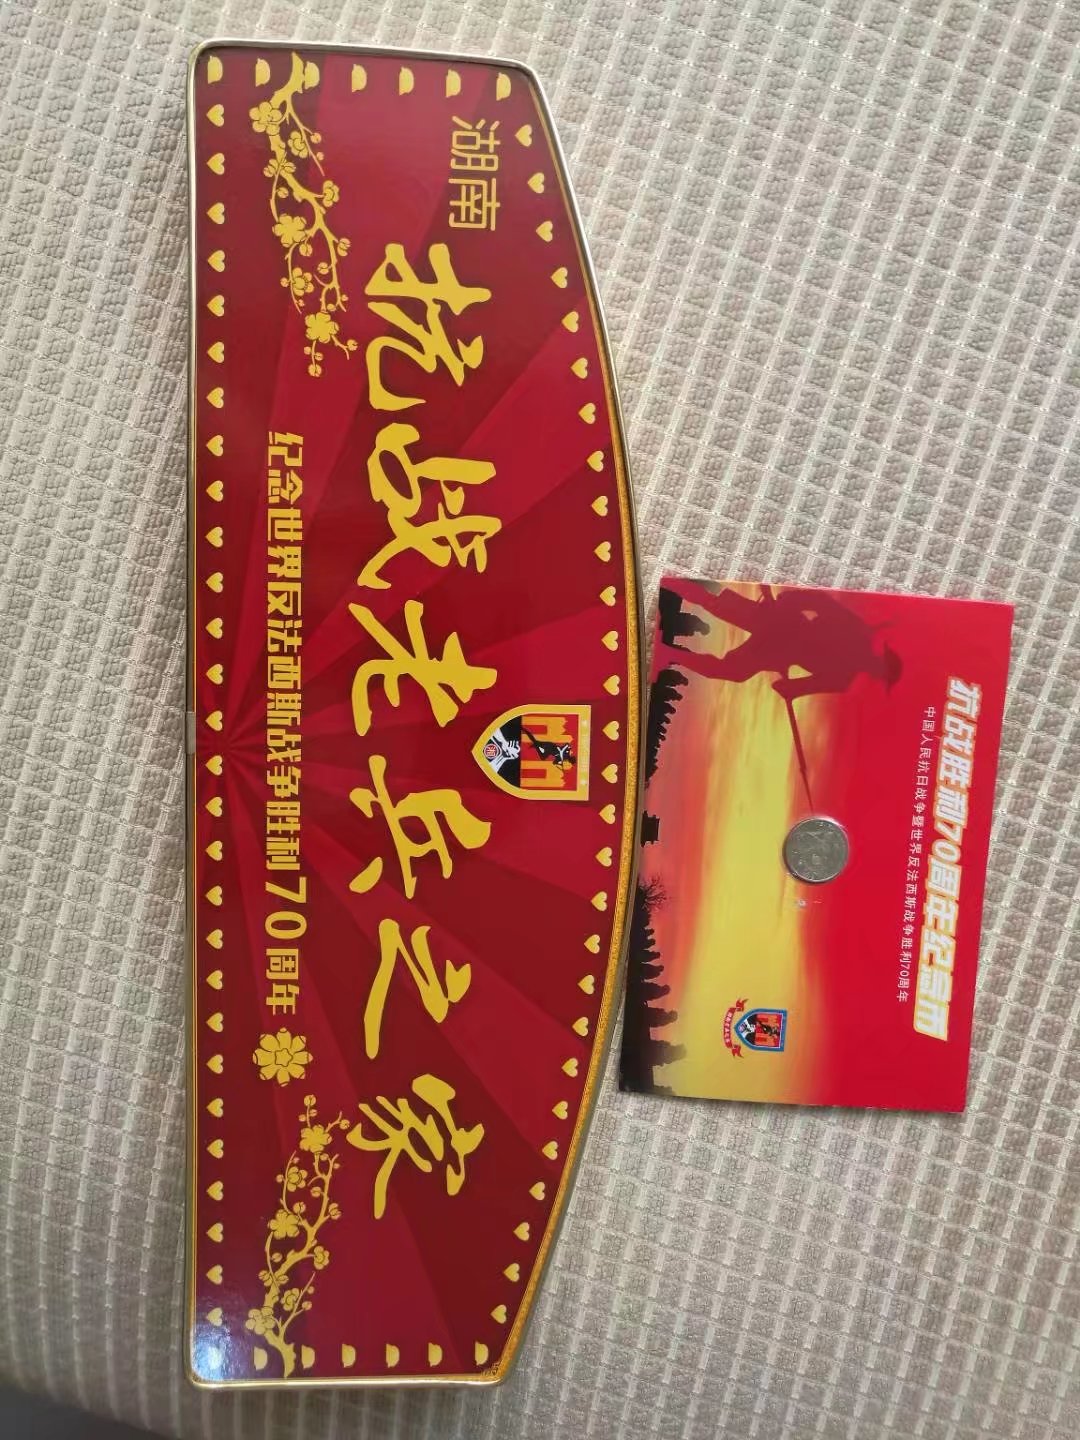 湖南
抗战老兵之家
纪念世界反法西斯战争胜利70周年
抗战胜利70周年纪念币
中国人民抗日战争暨世界反法西斯战争胜利70周年